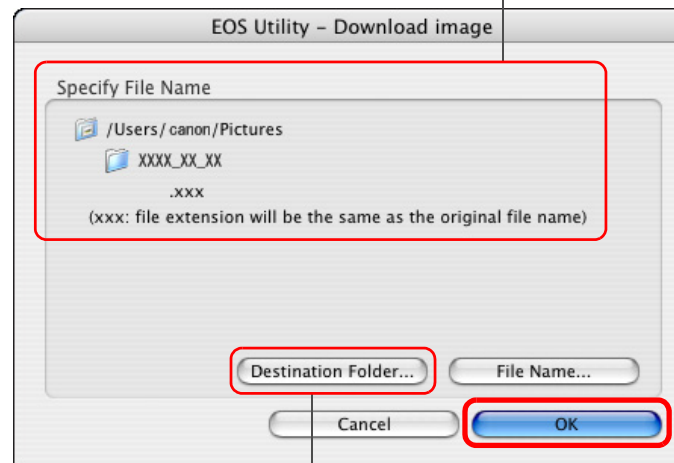 EOS Utility – Download image
Specify File Name
/Users/canon/Pictures
XXXX_XX_XX
.xxx
(xxx: file extension will be the same as the original file name)
Destination Folder...
File Name...
Cancel
OK